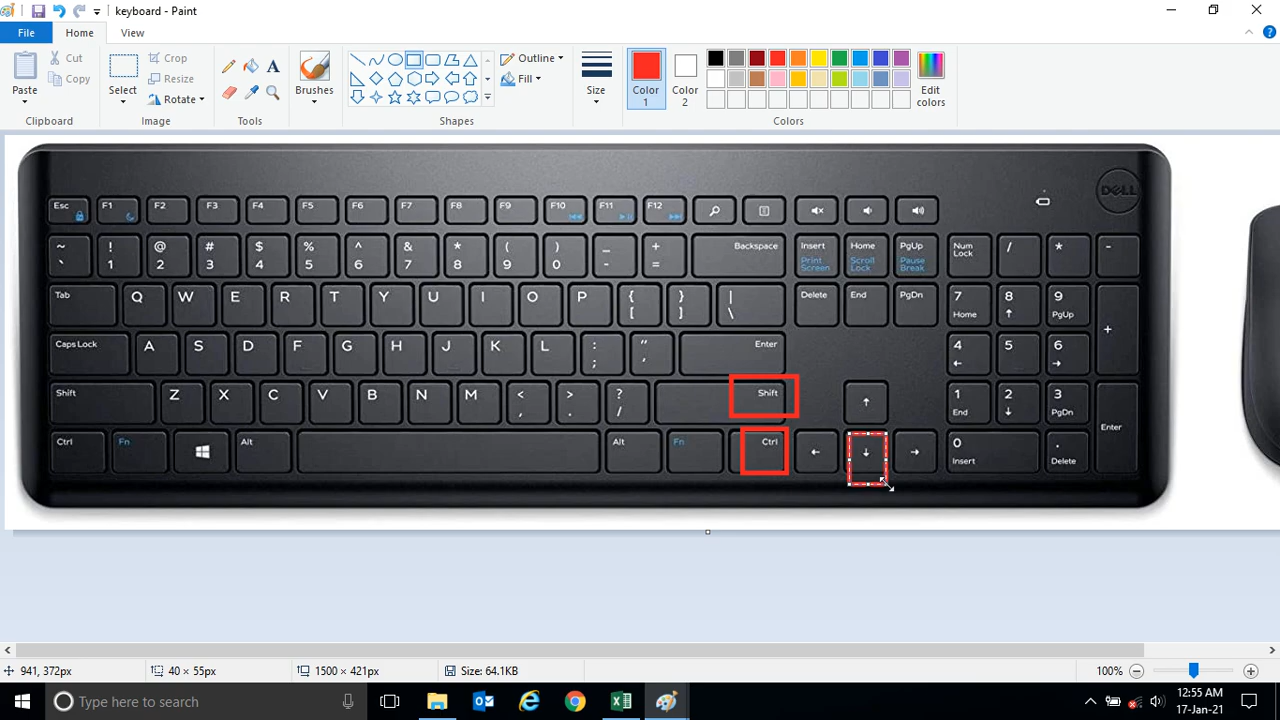 keyboard - Paint
File Home View
Paste Cut Copy Clipboard
Select Crop Resize Rotate Image
Tools
Brushes
Outline Fill Shapes
Size
Color 1 Color 2 Edit colors Colors
DELL
Esc F1 F2 F3 F4 F5 F6 F7 F8 F9 F10 F11 F12
~ ! @ # $ % ^ & * ( ) _ + Backspace Insert Home PgUp Num Lock / * -
` 1 2 3 4 5 6 7 8 9 0 - = Print Screen Scroll Lock Pause Break
Tab Q W E R T Y U I O P { } | Delete End PgDn 7 8 9
[ ] \ Home ↑ PgUp +
Caps Lock A S D F G H J K L : " Enter 4 5 6
; ' ← →
Shift Z X C V B N M < > ? Shift ↑ 1 2 3
, . / End ↓ PgDn Enter
Ctrl Fn Alt Alt Fn Ctrl ← ↓ → 0 .
Insert Delete
941, 372px 40 × 55px 1500 × 421px Size: 64.1KB 100%
Type here to search 12:55 AM
17-Jan-21